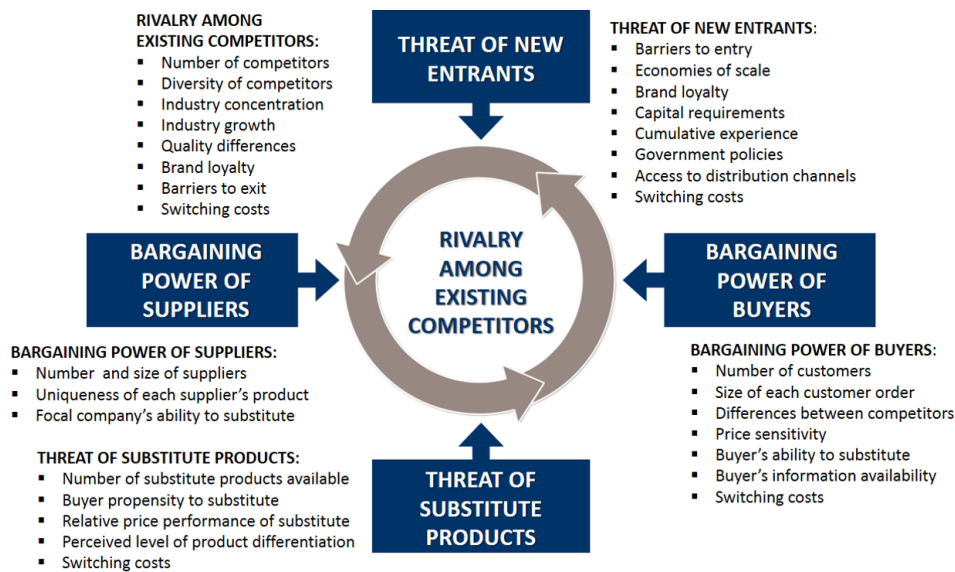 RIVALRY AMONG
EXISTING COMPETITORS:
▪ Number of competitors
▪ Diversity of competitors
▪ Industry concentration
▪ Industry growth
▪ Quality differences
▪ Brand loyalty
▪ Barriers to exit
▪ Switching costs
THREAT OF NEW
ENTRANTS
THREAT OF NEW ENTRANTS:
▪ Barriers to entry
▪ Economies of scale
▪ Brand loyalty
▪ Capital requirements
▪ Cumulative experience
▪ Government policies
▪ Access to distribution channels
▪ Switching costs
BARGAINING
POWER OF
SUPPLIERS
RIVALRY
AMONG
EXISTING
COMPETITORS
BARGAINING
POWER OF
BUYERS
BARGAINING POWER OF SUPPLIERS:
▪ Number  and size of suppliers
▪ Uniqueness of each supplier’s product
▪ Focal company’s ability to substitute
BARGAINING POWER OF BUYERS:
▪ Number of customers
▪ Size of each customer order
▪ Differences between competitors
▪ Price sensitivity
▪ Buyer’s ability to substitute
▪ Buyer’s information availability
▪ Switching costs
THREAT OF SUBSTITUTE PRODUCTS:
▪ Number of substitute products available
▪ Buyer propensity to substitute
▪ Relative price performance of substitute
▪ Perceived level of product differentiation
▪ Switching costs
THREAT OF
SUBSTITUTE
PRODUCTS